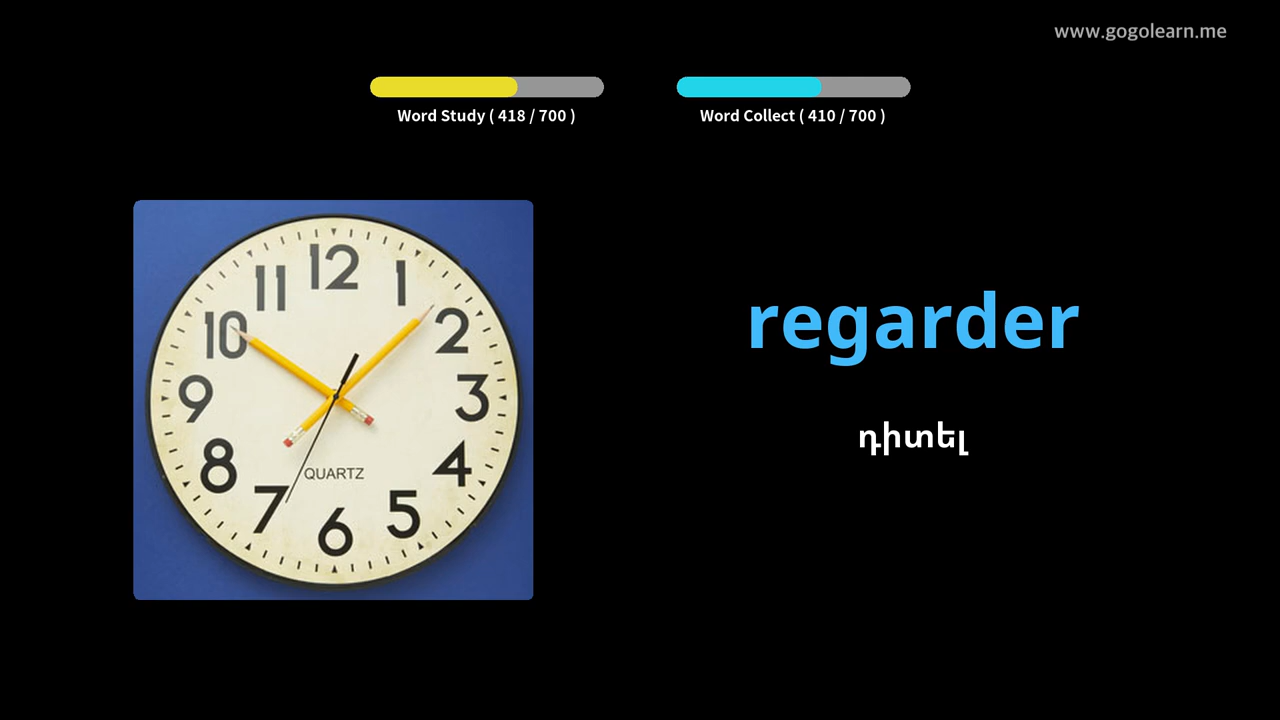 www.gogolearn.me
Word Study ( 418 / 700 )
Word Collect ( 410 / 700 )
12
11
1
10
2
9
3
8
4
7
5
6
QUARTZ
regarder
դիտել